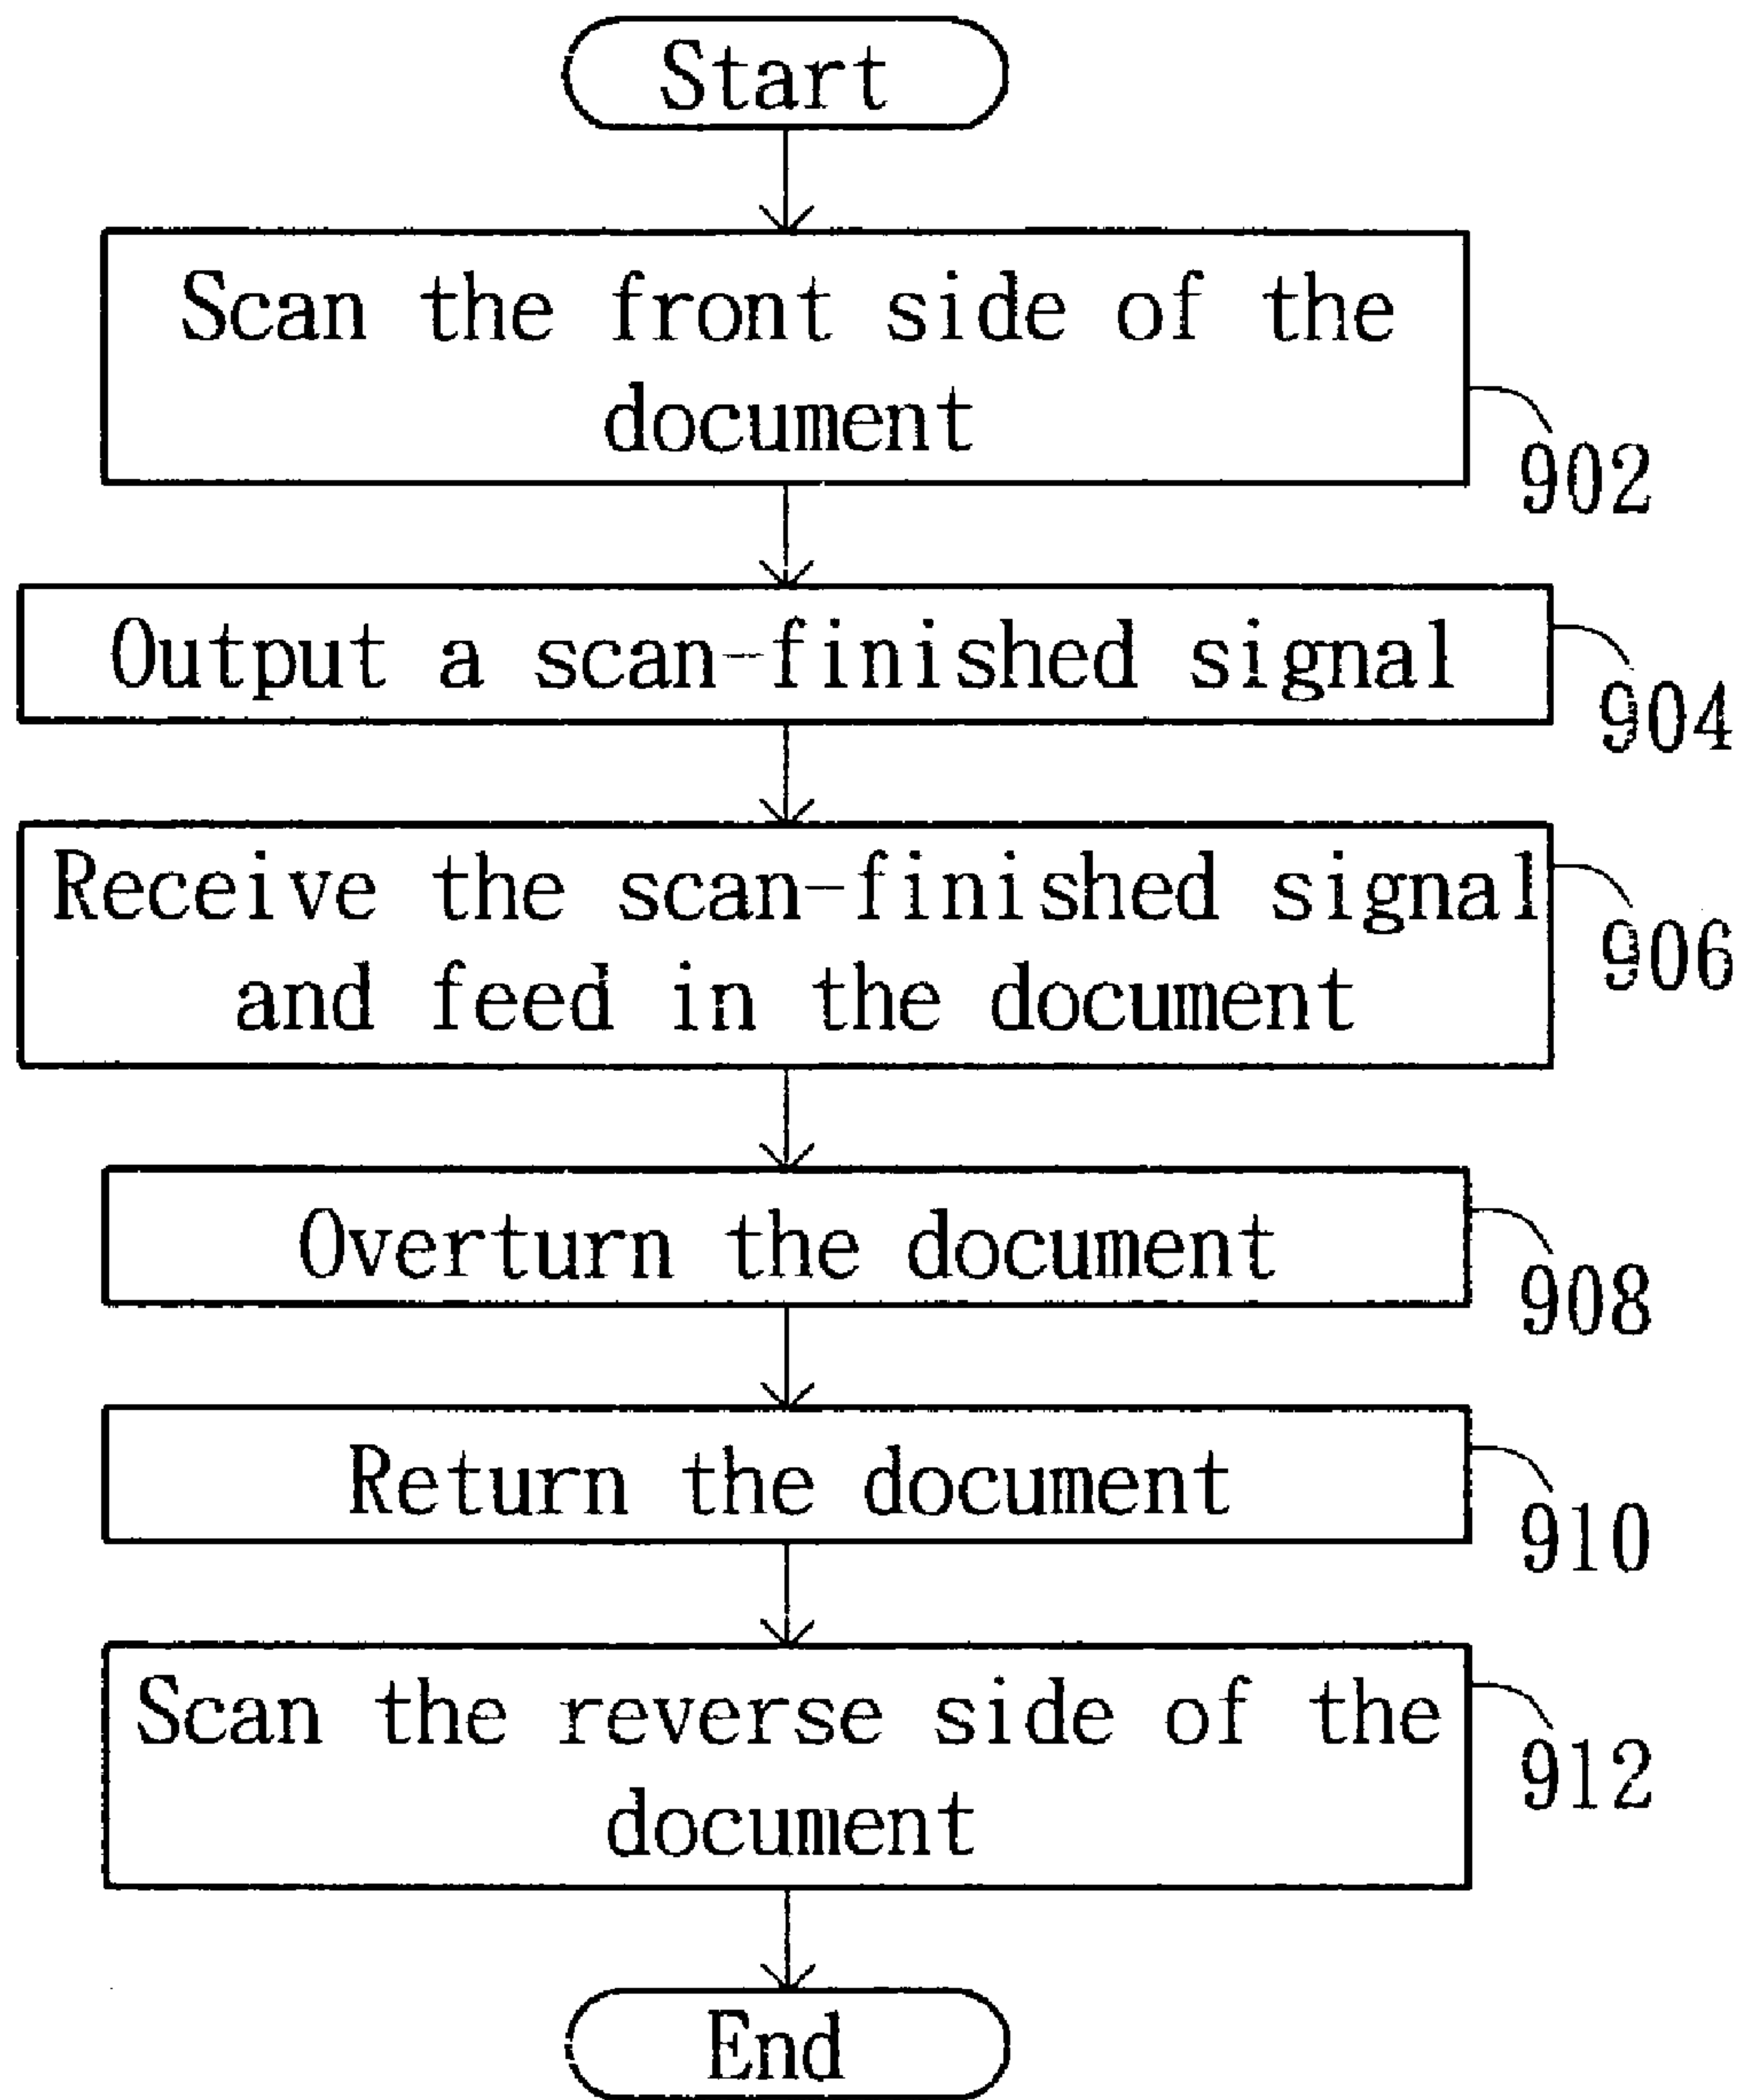 Start
Scan the front side of the
document
902
Output a scan-finished signal
904
Receive the scan-finished signal
and feed in the document
906
Overturn the document
908
Return the document
910
Scan the reverse side of the
document
912
End